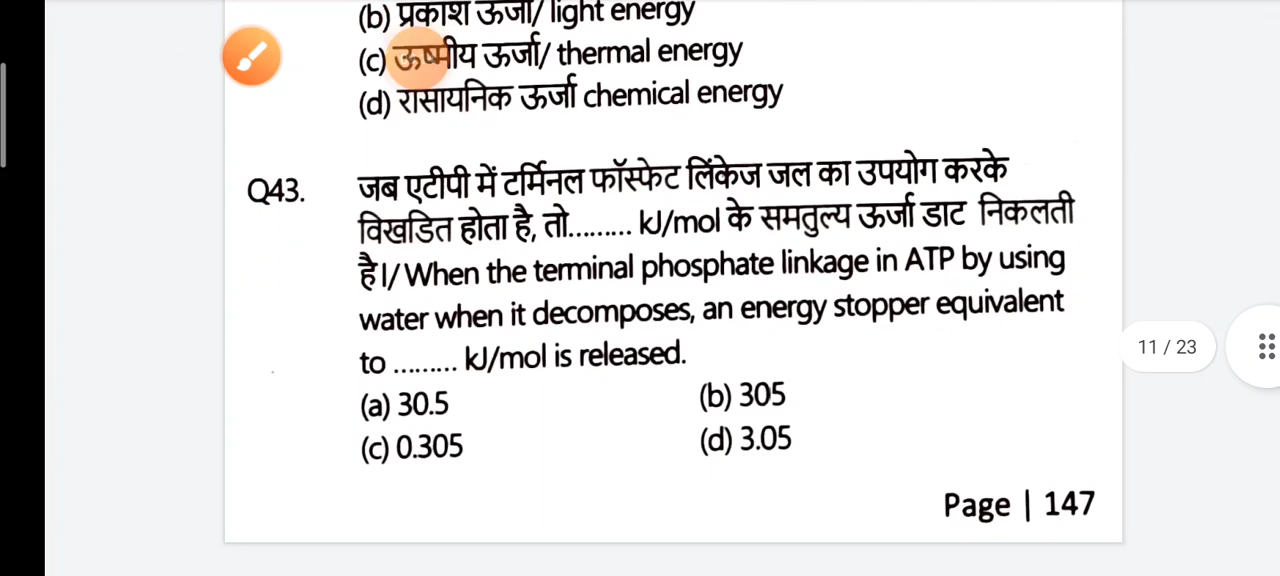 (b) प्रकाश ऊर्जा/ light energy
(c) ऊष्मीय ऊर्जा/ thermal energy
(d) रासायनिक ऊर्जा chemical energy
Q43. जब एटीपी में टर्मिनल फॉस्फेट लिंकेज जल का उपयोग करके
विखडित होता है, तो......... kJ/mol के समतुल्य ऊर्जा डाट निकलती
है।/ When the terminal phosphate linkage in ATP by using
water when it decomposes, an energy stopper equivalent
to ......... kJ/mol is released.
(a) 30.5 (b) 305
(c) 0.305 (d) 3.05
Page | 147
11 / 23